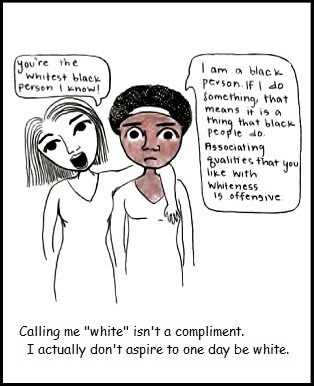 you're the
whitest black
person I know!
I am a black
person. If I do
something, that
means it is a
thing that black
people do.
Associating
qualities that you
like with
whiteness
is offensive.
Calling me "white" isn't a compliment.
I actually don't aspire to one day be white.